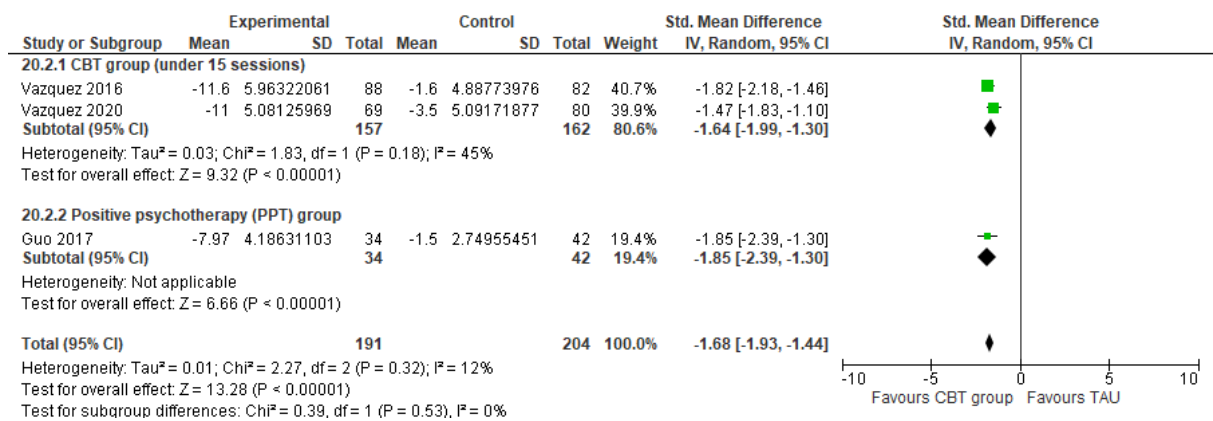 Experimental Control Std. Mean Difference Std. Mean Difference
Study or Subgroup Mean SD Total Mean SD Total Weight IV, Random, 95% CI IV, Random, 95% CI
20.2.1 CBT group (under 15 sessions)
Vazquez 2016 -11.6 5.96322061 88 -1.6 4.88773976 82 40.7% -1.82 [-2.18, -1.46]
Vazquez 2020 -11 5.08125969 69 -3.5 5.09171877 80 39.9% -1.47 [-1.83, -1.10]
Subtotal (95% CI) 157 162 80.6% -1.64 [-1.99, -1.30]
Heterogeneity: Tau² = 0.03; Chi² = 1.83, df = 1 (P = 0.18); I² = 45%
Test for overall effect: Z = 9.32 (P < 0.00001)
20.2.2 Positive psychotherapy (PPT) group
Guo 2017 -7.97 4.18631103 34 -1.5 2.74955451 42 19.4% -1.85 [-2.39, -1.30]
Subtotal (95% CI) 34 42 19.4% -1.85 [-2.39, -1.30]
Heterogeneity: Not applicable
Test for overall effect: Z = 6.66 (P < 0.00001)
Total (95% CI) 191 204 100.0% -1.68 [-1.93, -1.44]
Heterogeneity: Tau² = 0.01; Chi² = 2.27, df = 2 (P = 0.32); I² = 12%
Test for overall effect: Z = 13.28 (P < 0.00001)
Test for subgroup differences: Chi² = 0.39, df = 1 (P = 0.53), I² = 0%
-10 -5 0 5 10
Favours CBT group Favours TAU